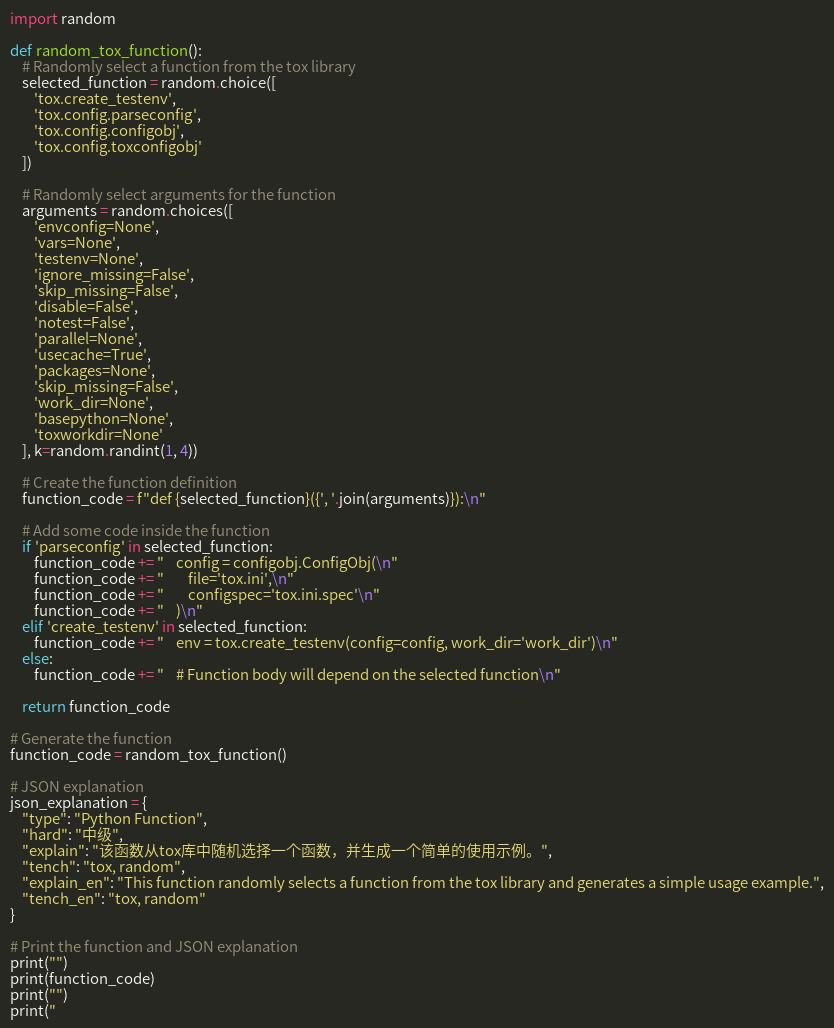 import random
def random_tox_function():
# Randomly select a function from the tox library
selected_function = random.choice([
'tox.create_testenv',
'tox.config.parseconfig',
'tox.config.configobj',
'tox.config.toxconfigobj'
])
# Randomly select arguments for the function
arguments = random.choices([
'envconfig=None',
'vars=None',
'testenv=None',
'ignore_missing=False',
'skip_missing=False',
'disable=False',
'notest=False',
'parallel=None',
'usecache=True',
'packages=None',
'skip_missing=False',
'work_dir=None',
'basepython=None',
'toxworkdir=None'
], k=random.randint(1, 4))
# Create the function definition
function_code = f"def {selected_function}({', '.join(arguments)}):\n"
# Add some code inside the function
if 'parseconfig' in selected_function:
function_code += "    config = configobj.ConfigObj(\n"
function_code += "        file='tox.ini',\n"
function_code += "        configspec='tox.ini.spec'\n"
function_code += "    )\n"
elif 'create_testenv' in selected_function:
function_code += "    env = tox.create_testenv(config=config, work_dir='work_dir')\n"
else:
function_code += "    # Function body will depend on the selected function\n"
return function_code
# Generate the function
function_code = random_tox_function()
# JSON explanation
json_explanation = {
"type": "Python Function",
"hard": "中级",
"explain": "该函数从tox库中随机选择一个函数，并生成一个简单的使用示例。",
"tench": "tox, random",
"explain_en": "This function randomly selects a function from the tox library and generates a simple usage example.",
"tench_en": "tox, random"
}
# Print the function and JSON explanation
print("")
print(function_code)
print("")
print("